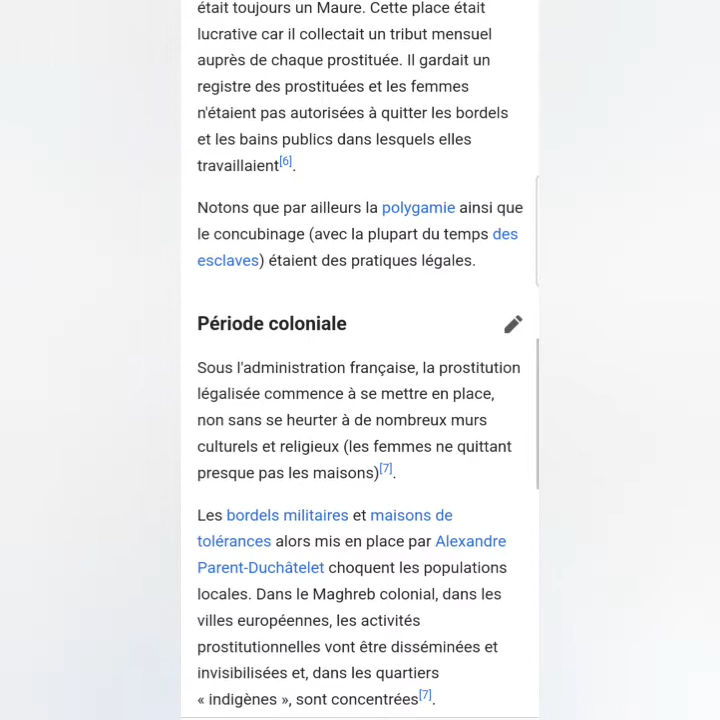 était toujours un Maure. Cette place était
lucrative car il collectait un tribut mensuel
auprès de chaque prostituée. Il gardait un
registre des prostituées et les femmes
n'étaient pas autorisées à quitter les bordels
et les bains publics dans lesquels elles
travaillaient[6].
Notons que par ailleurs la polygamie ainsi que
le concubinage (avec la plupart du temps des
esclaves) étaient des pratiques légales.
Période coloniale
Sous l'administration française, la prostitution
légalisée commence à se mettre en place,
non sans se heurter à de nombreux murs
culturels et religieux (les femmes ne quittant
presque pas les maisons)[7].
Les bordels militaires et maisons de
tolérances alors mis en place par Alexandre
Parent-Duchâtelet choquent les populations
locales. Dans le Maghreb colonial, dans les
villes européennes, les activités
prostitutionnelles vont être disséminées et
invisibilisées et, dans les quartiers
« indigènes », sont concentrées[7].